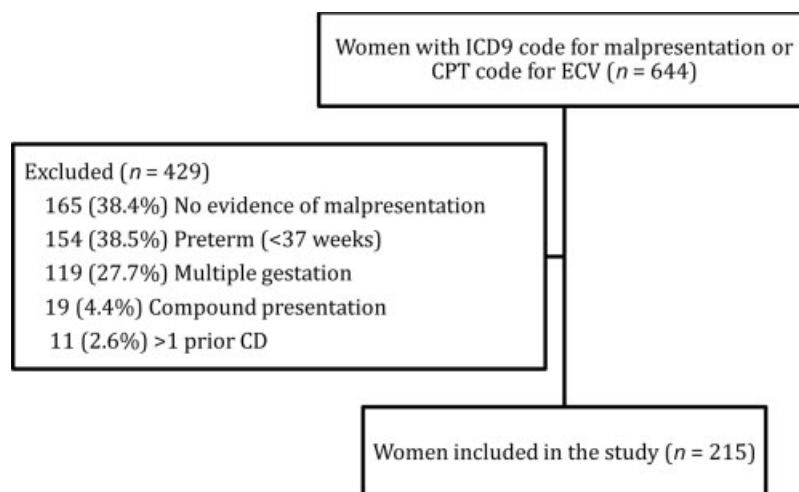 Women with ICD9 code for malpresentation or
CPT code for ECV (n = 644)
Excluded (n = 429)
165 (38.4%) No evidence of malpresentation
154 (38.5%) Preterm (<37 weeks)
119 (27.7%) Multiple gestation
19 (4.4%) Compound presentation
11 (2.6%) >1 prior CD
Women included in the study (n = 215)